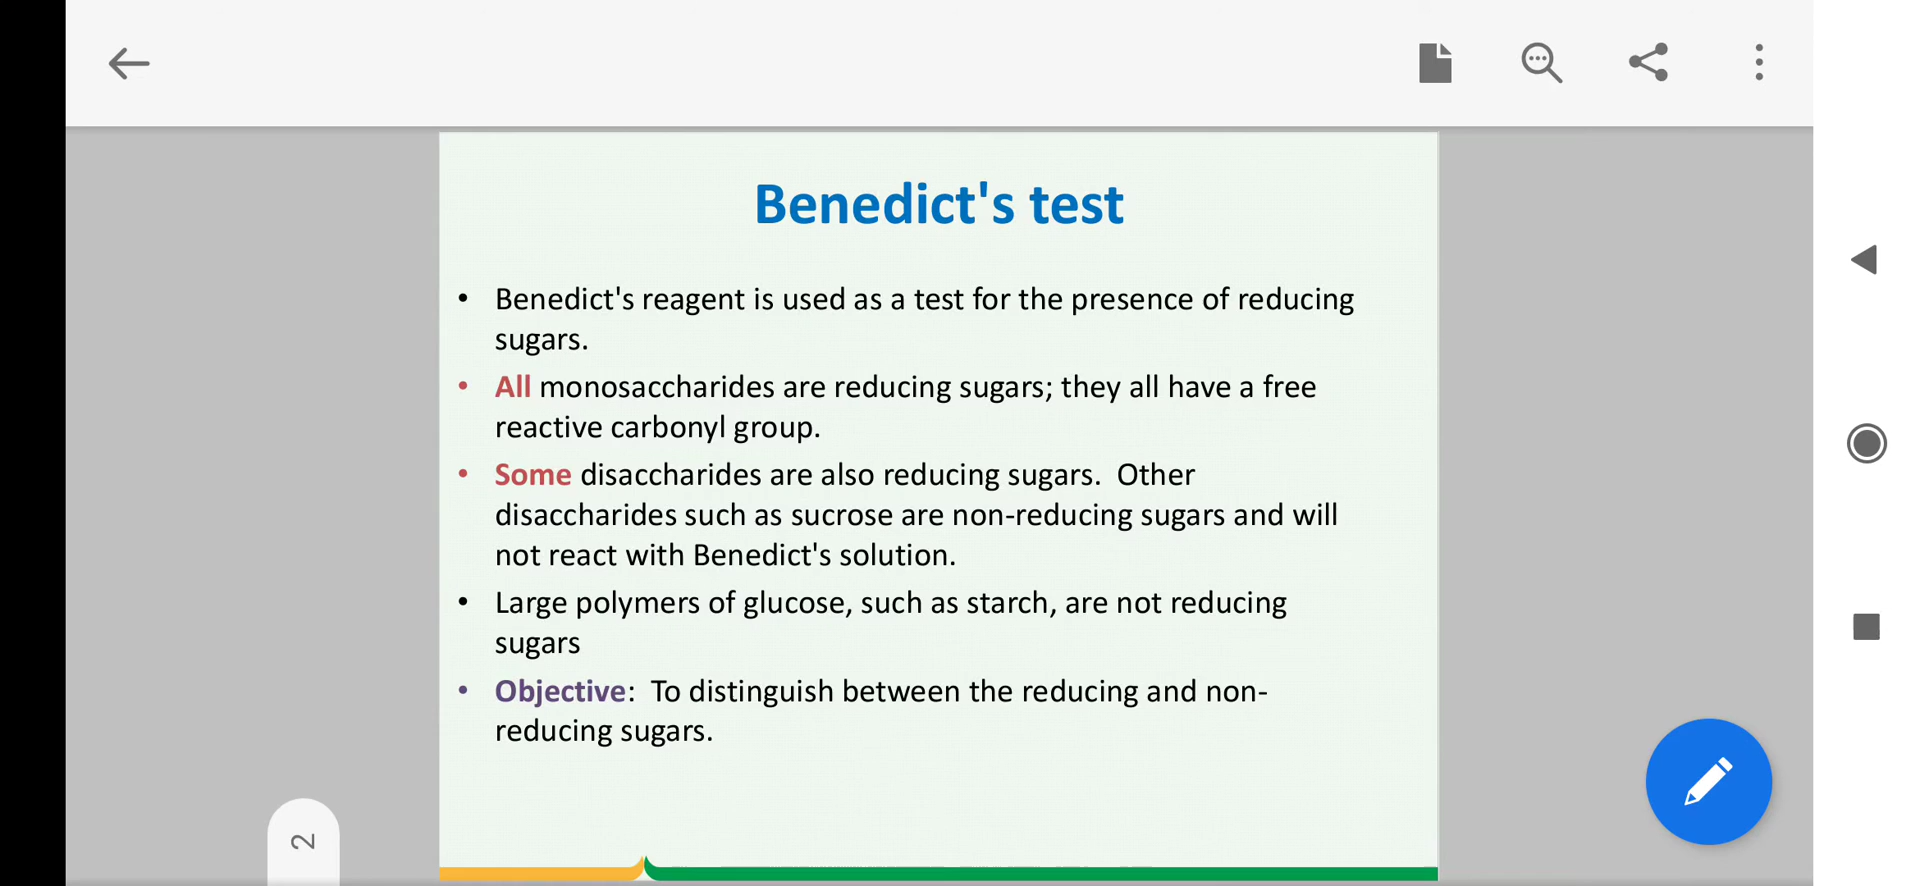 Benedict's test
• Benedict's reagent is used as a test for the presence of reducing
sugars.
• All monosaccharides are reducing sugars; they all have a free
reactive carbonyl group.
• Some disaccharides are also reducing sugars.  Other
disaccharides such as sucrose are non-reducing sugars and will
not react with Benedict's solution.
• Large polymers of glucose, such as starch, are not reducing
sugars
• Objective:  To distinguish between the reducing and non-
reducing sugars.
2